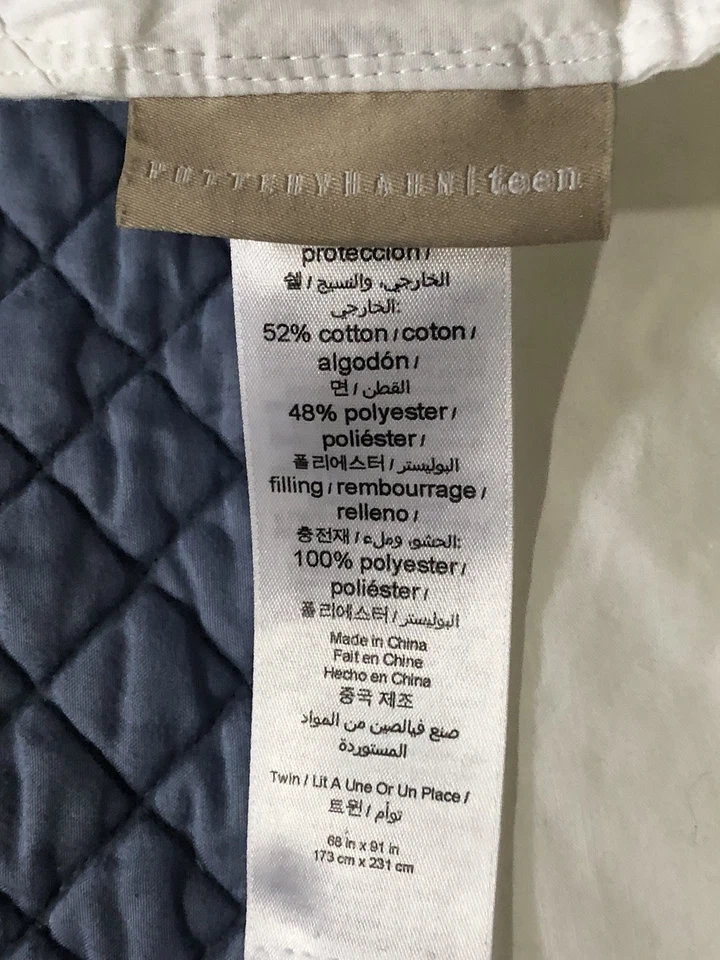 POTTERYBARN|teen
protección /
쉘 / الخارجي، والنسيج
الخارجي:
52% cotton / coton /
algodón /
면 / القطن
48% polyester /
poliéster /
폴리에스터 / البوليستر
filling / rembourrage /
relleno /
충전재 / الحشو، وملء:
100% polyester /
poliéster /
폴리에스터 / البوليستر
Made in China
Fait en Chine
Hecho en China
중국 제조
صنع فيالصين من المواد
المستوردة
Twin / Lit A Une Or Un Place /
트윈 / توأم
68 in x 91 in
173 cm x 231 cm